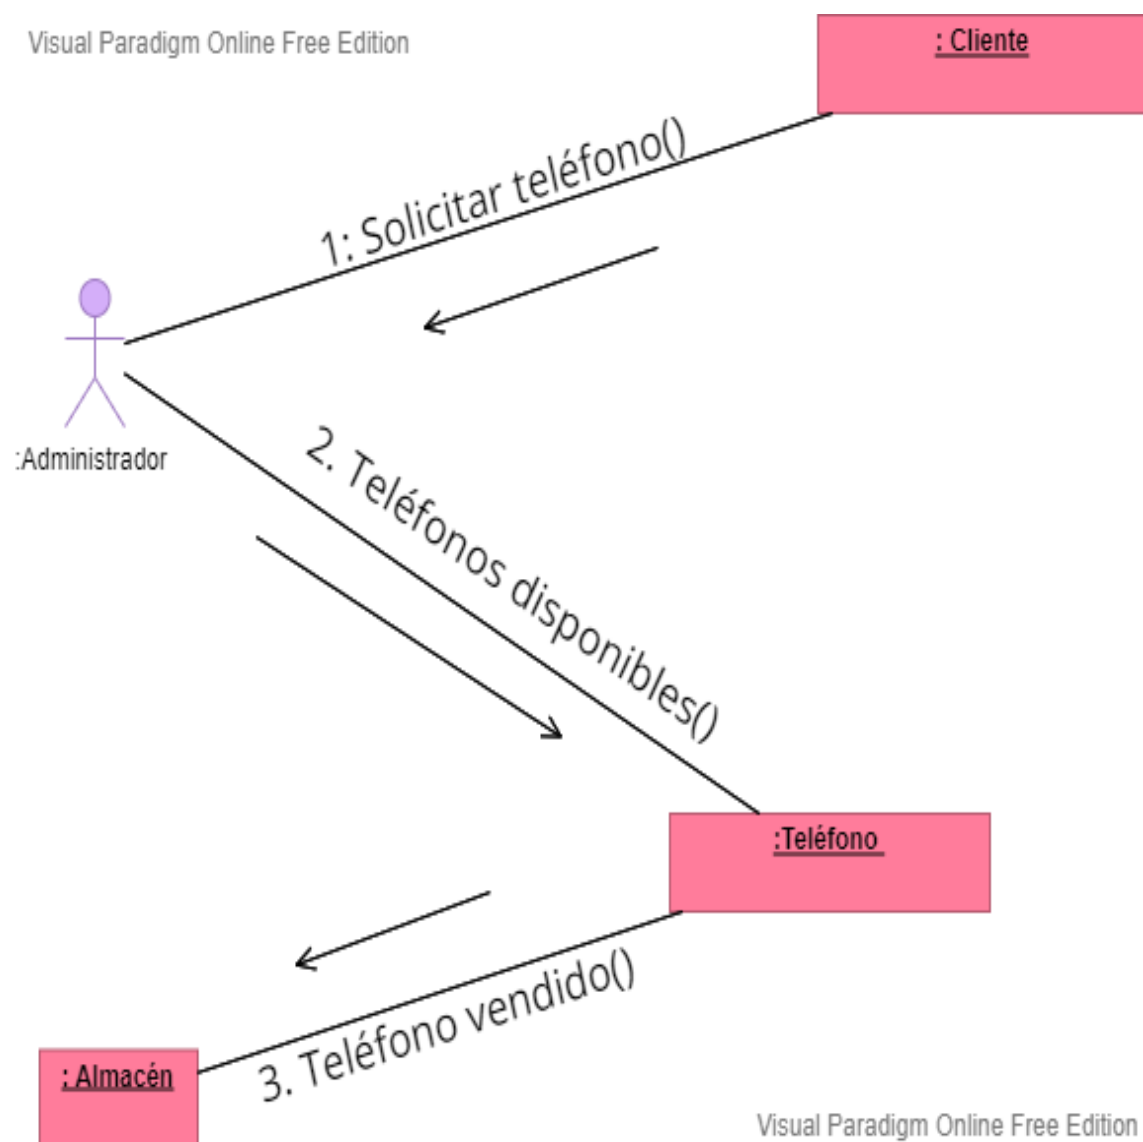 Visual Paradigm Online Free Edition
: Cliente
1: Solicitar teléfono()
:Administrador
2. Teléfonos disponibles()
:Teléfono
3. Teléfono vendido()
: Almacén
Visual Paradigm Online Free Edition